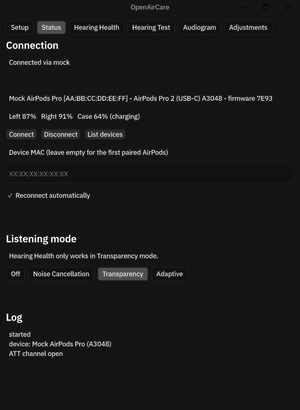 OpenAirCare
Setup Status Hearing Health Hearing Test Audiogram Adjustments
Connection
Connected via mock
Mock AirPods Pro [AA:BB:CC:DD:EE:FF] - AirPods Pro 2 (USB-C) A3048 - firmware 7E93
Left 87% Right 91% Case 64% (charging)
Connect Disconnect List devices
Device MAC (leave empty for the first paired AirPods)
XX:XX:XX:XX:XX:XX
Reconnect automatically
Listening mode
Hearing Health only works in Transparency mode.
Off Noise Cancellation Transparency Adaptive
Log
started
device: Mock AirPods Pro (A3048)
ATT channel open